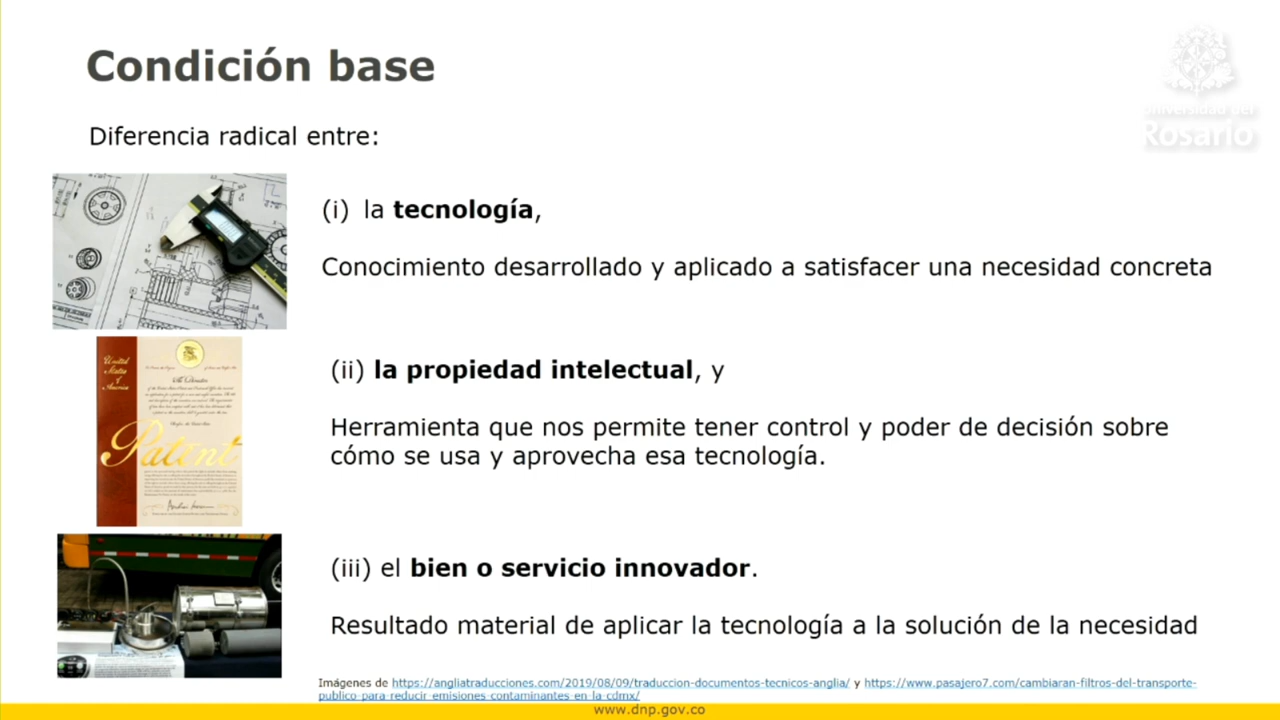 Condición base
Universidad del
Rosario
Diferencia radical entre:
(i) la tecnología,
Conocimiento desarrollado y aplicado a satisfacer una necesidad concreta
United
States
of
America
Patent
(ii) la propiedad intelectual, y
Herramienta que nos permite tener control y poder de decisión sobre
cómo se usa y aprovecha esa tecnología.
(iii) el bien o servicio innovador.
Resultado material de aplicar la tecnología a la solución de la necesidad
Imágenes de https://angliatraducciones.com/2019/08/09/traduccion-documentos-tecnicos-anglia/ y https://www.pasajero7.com/cambiaran-filtros-del-transporte-
publico-para-reducir-emisiones-contaminantes-en-la-cdmx/
www.dnp.gov.co